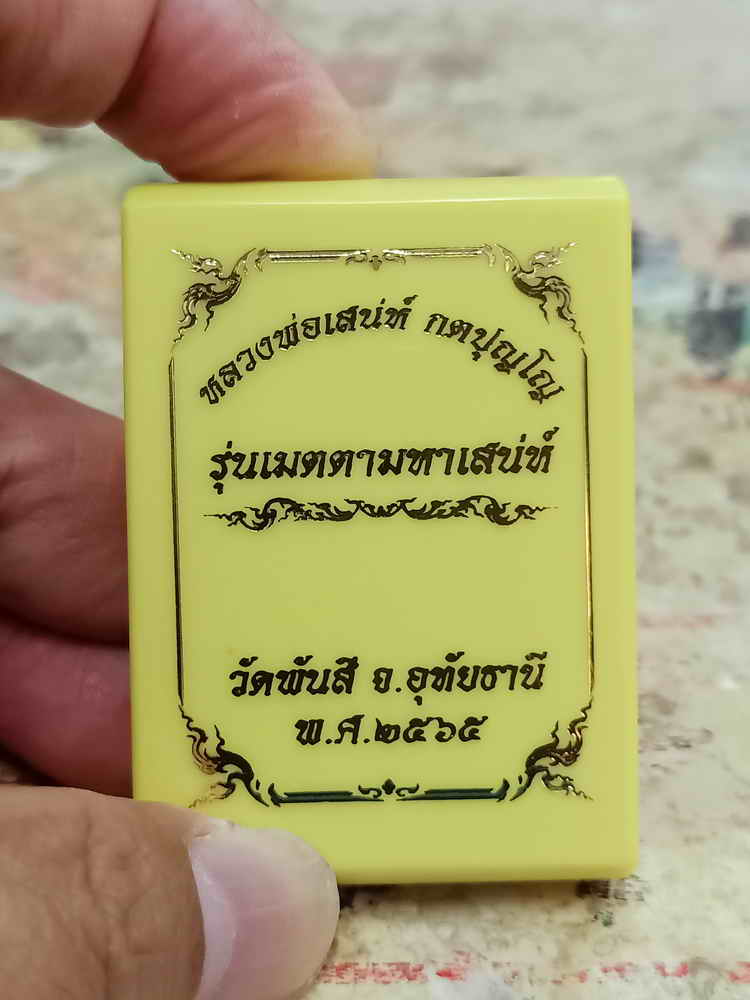 หลวงพ่อเสน่ห์ กตปุญฺโญ
รุ่นเมตตามหาเสน่ห์
วัดพันสี จ.อุทัยธานี
พ.ศ.๒๕๖๕